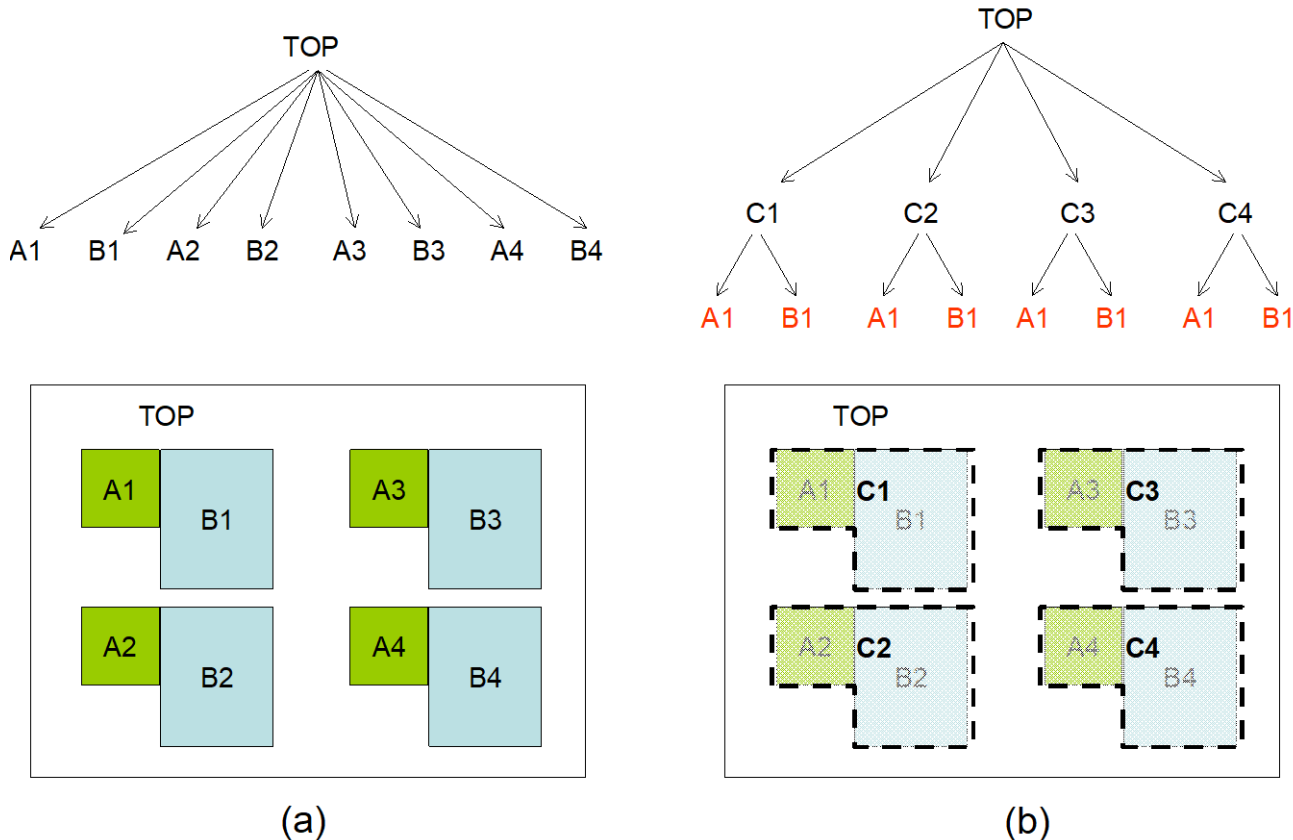 TOP
A1 B1 A2 B2 A3 B3 A4 B4
TOP
A1 B1 A3 B3
A2 B2 A4 B4
(a)
TOP
C1 C2 C3 C4
A1 B1 A1 B1 A1 B1 A1 B1
TOP
A1 C1 B1 A3 C3 B3
A2 C2 B2 A4 C4 B4
(b)